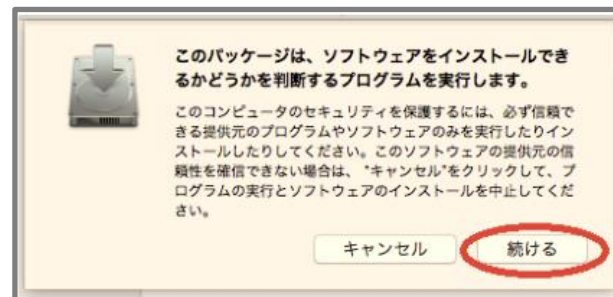 このパッケージは、ソフトウェアをインストールでき
るかどうかを判断するプログラムを実行します。
このコンピュータのセキュリティを保護するには、必ず信頼で
きる提供元のプログラムやソフトウェアのみを実行したりイン
ストールしたりしてください。このソフトウェアの提供元の信
頼性を確信できない場合は、"キャンセル"をクリックして、プ
ログラムの実行とソフトウェアのインストールを中止してくだ
さい。
キャンセル 続ける